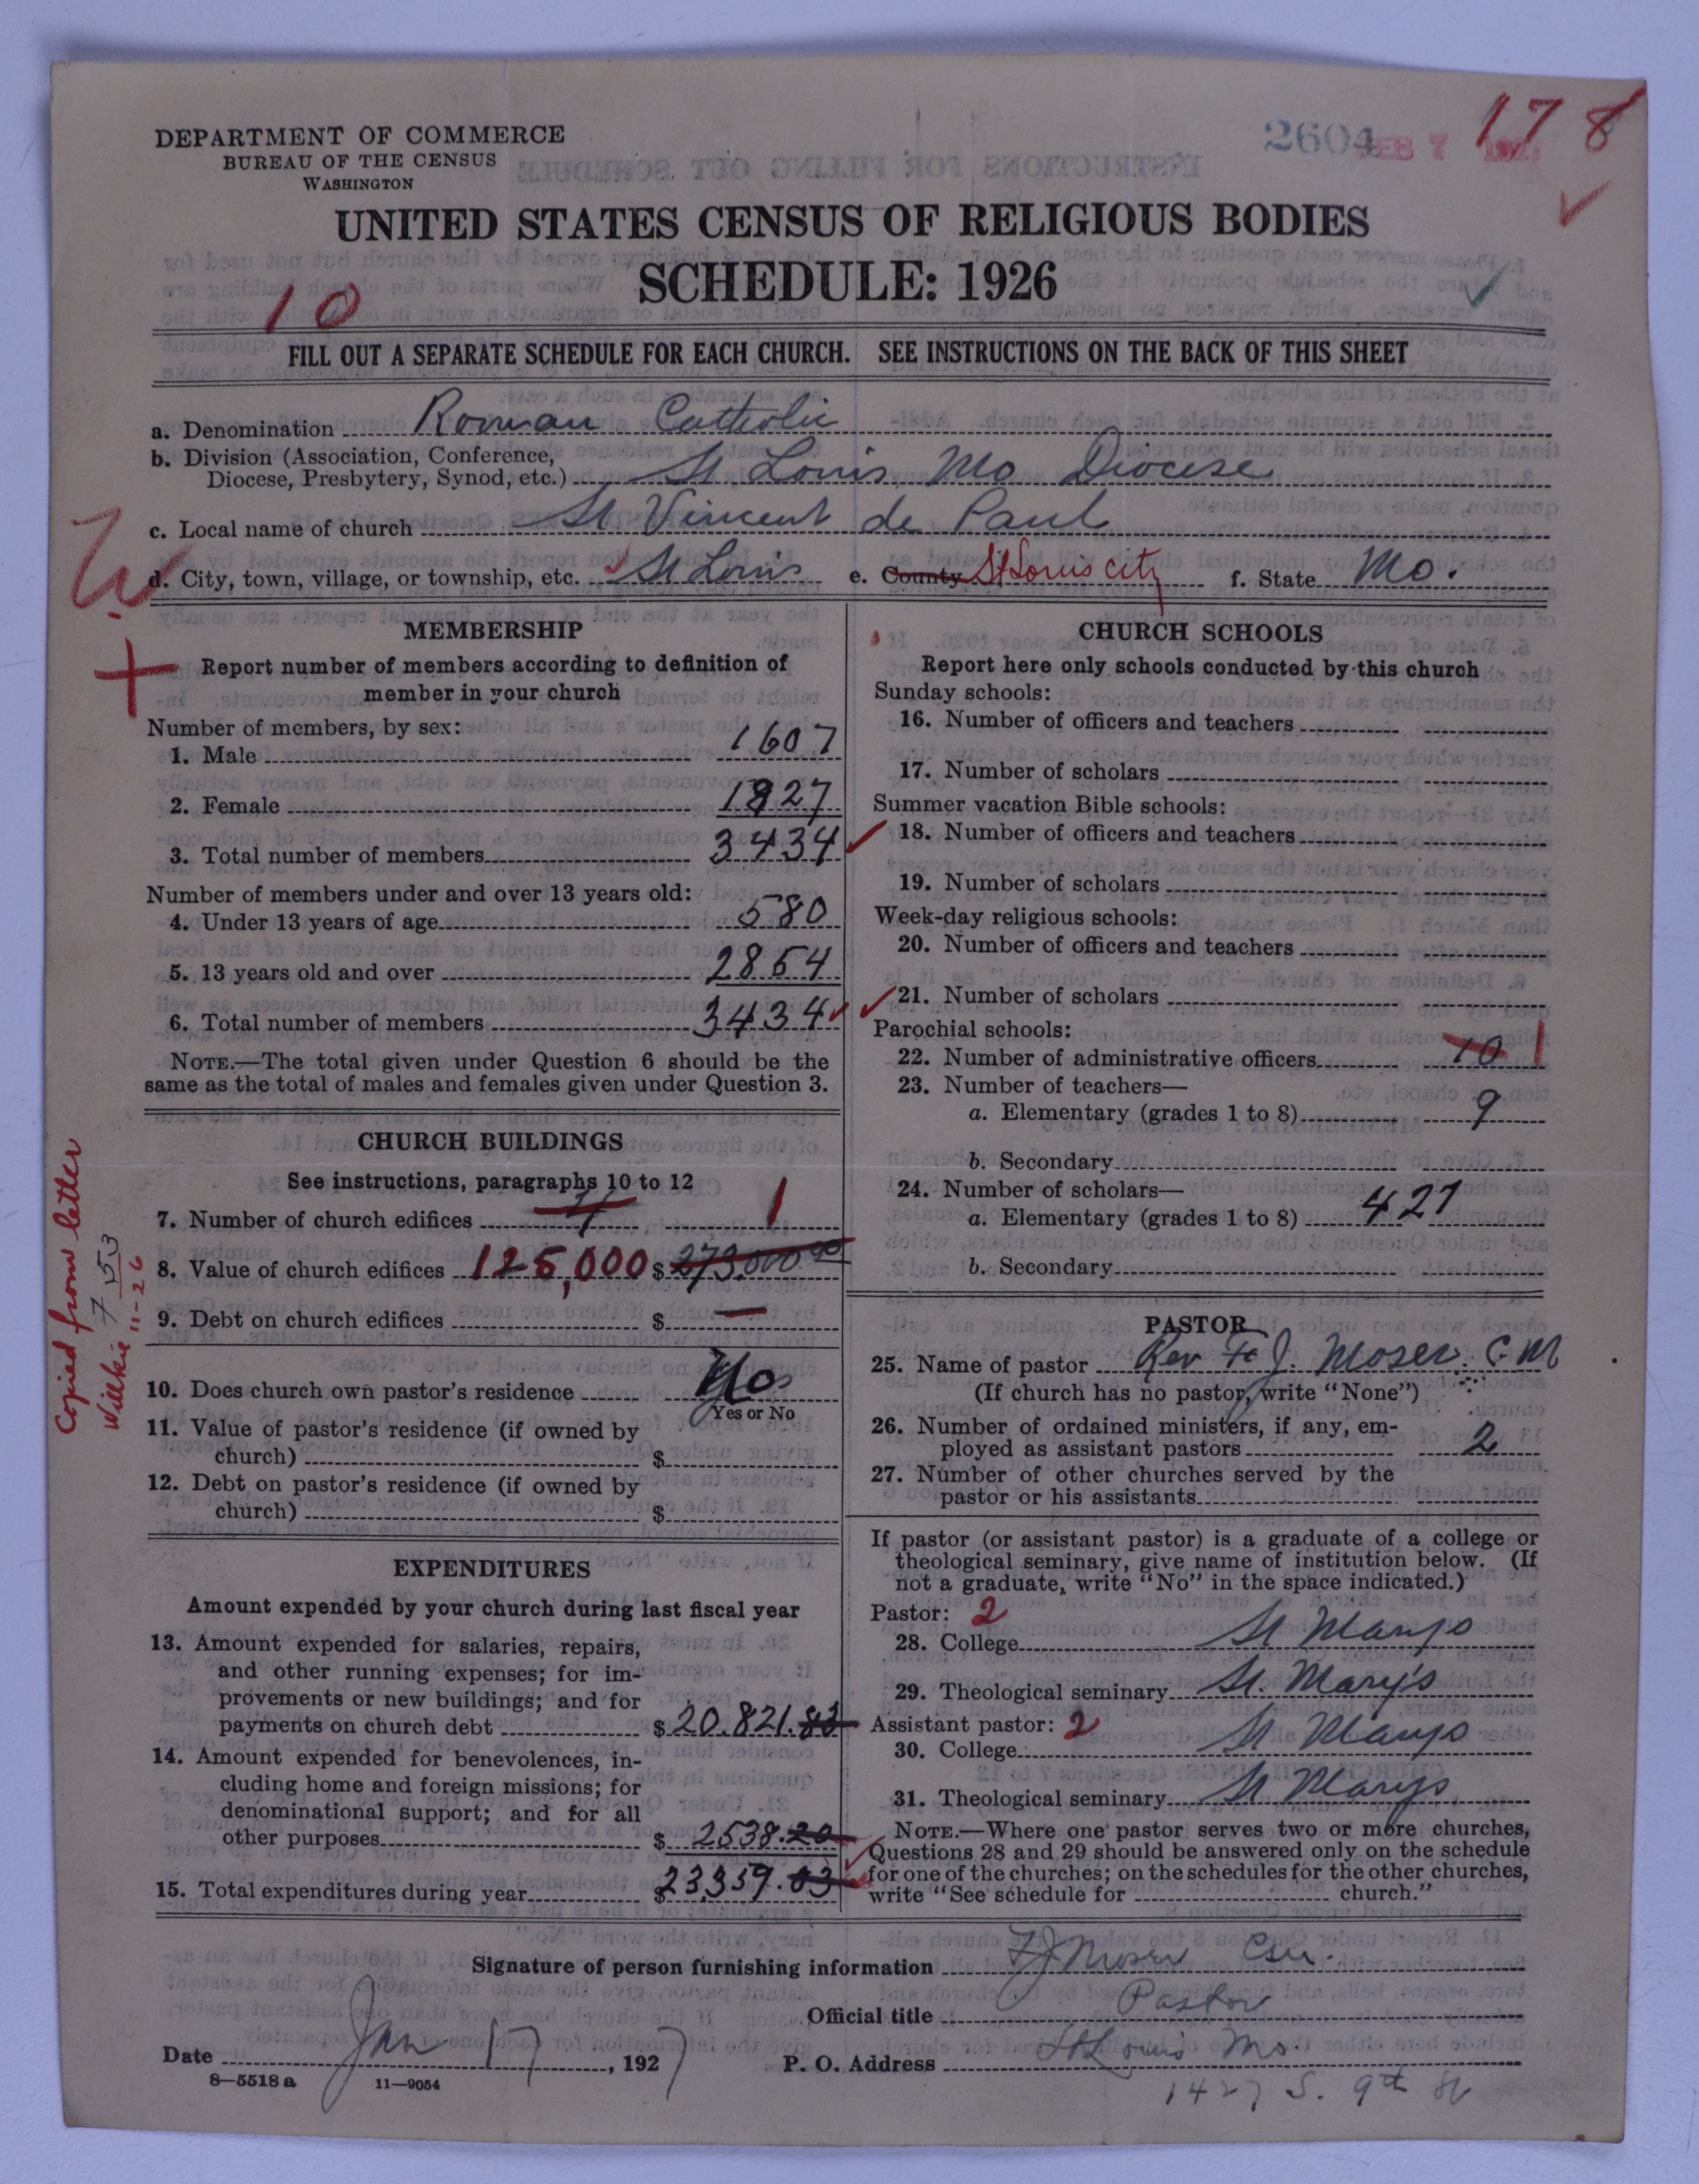 DEPARTMENT OF COMMERCE
BUREAU OF THE CENSUS
WASHINGTON
2604
FEB 7
178
UNITED STATES CENSUS OF RELIGIOUS BODIES
SCHEDULE: 1926
10
FILL OUT A SEPARATE SCHEDULE FOR EACH CHURCH. SEE INSTRUCTIONS ON THE BACK OF THIS SHEET
a. Denomination Roman Catholic
b. Division (Association, Conference,
Diocese, Presbytery, Synod, etc.) St Louis, Mo Diocese
c. Local name of church St Vincent de Paul
d. City, town, village, or township, etc. St Louis e. County St Louis city f. State Mo.
MEMBERSHIP
Report number of members according to definition of
member in your church
Number of members, by sex:
1. Male 1607
2. Female 1827
3. Total number of members 3434
Number of members under and over 13 years old:
4. Under 13 years of age 580
5. 13 years old and over 2854
6. Total number of members 3434
NOTE.—The total given under Question 6 should be the
same as the total of males and females given under Question 3.
CHURCH BUILDINGS
See instructions, paragraphs 10 to 12
7. Number of church edifices 4 1
8. Value of church edifices 125,000 $ 273.000 00
9. Debt on church edifices $ —
10. Does church own pastor's residence No
Yes or No
11. Value of pastor's residence (if owned by
church) $
12. Debt on pastor's residence (if owned by
church) $
Copied from letter
Willkie 7 53
11-26
EXPENDITURES
Amount expended by your church during last fiscal year
13. Amount expended for salaries, repairs,
and other running expenses; for im-
provements or new buildings; and for
payments on church debt $ 20.821.83
14. Amount expended for benevolences, in-
cluding home and foreign missions; for
denominational support; and for all
other purposes $ 2538.20
15. Total expenditures during year $ 23,359.03
CHURCH SCHOOLS
Report here only schools conducted by this church
Sunday schools:
16. Number of officers and teachers
17. Number of scholars
Summer vacation Bible schools:
18. Number of officers and teachers
19. Number of scholars
Week-day religious schools:
20. Number of officers and teachers
21. Number of scholars
Parochial schools:
22. Number of administrative officers 10 1
23. Number of teachers—
a. Elementary (grades 1 to 8) 9
b. Secondary
24. Number of scholars—
a. Elementary (grades 1 to 8) 427
b. Secondary
PASTOR
25. Name of pastor Rev F. J. Moser. C.M
(If church has no pastor, write "None")
26. Number of ordained ministers, if any, em-
ployed as assistant pastors 2
27. Number of other churches served by the
pastor or his assistants
If pastor (or assistant pastor) is a graduate of a college or
theological seminary, give name of institution below. (If
not a graduate, write "No" in the space indicated.)
Pastor: 2
28. College St Marys
29. Theological seminary St. Mary's
Assistant pastor: 2
30. College St Marys
31. Theological seminary St Marys
NOTE.—Where one pastor serves two or more churches,
Questions 28 and 29 should be answered only on the schedule
for one of the churches; on the schedules for the other churches,
write "See schedule for church."
Signature of person furnishing information F J Moser C.M.
Official title Pastor
Date Jan 17, 1927 P. O. Address St Louis Mo.
1427 S. 9th St
8—5518 a 11—9054